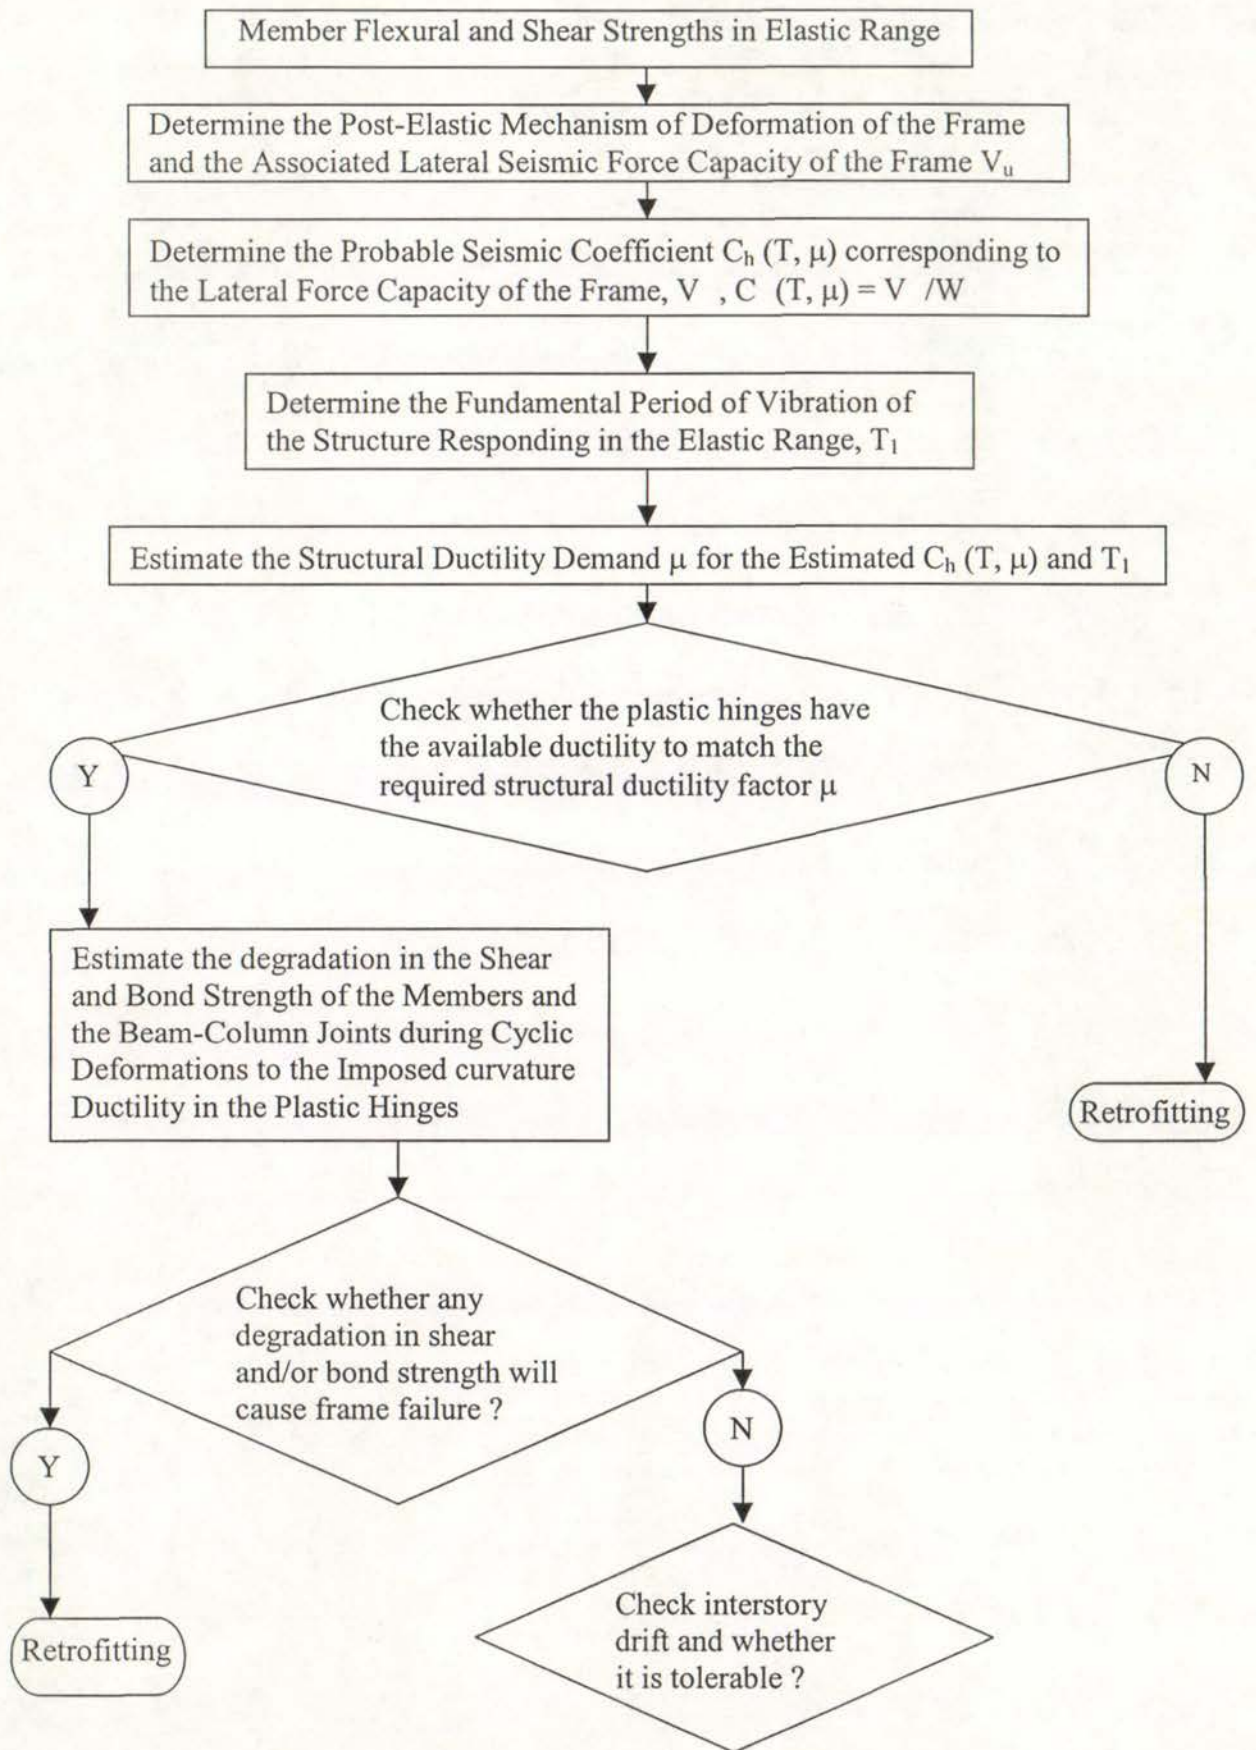 Member Flexural and Shear Strengths in Elastic Range
Determine the Post-Elastic Mechanism of Deformation of the Frame
and the Associated Lateral Seismic Force Capacity of the Frame Vᵤ
Determine the Probable Seismic Coefficient Cₕ (T, μ) corresponding to
the Lateral Force Capacity of the Frame, V , C (T, μ) = V /W
Determine the Fundamental Period of Vibration of
the Structure Responding in the Elastic Range, T₁
Estimate the Structural Ductility Demand μ for the Estimated Cₕ (T, μ) and T₁
Check whether the plastic hinges have
the available ductility to match the
required structural ductility factor μ
Y
N
Estimate the degradation in the Shear
and Bond Strength of the Members and
the Beam-Column Joints during Cyclic
Deformations to the Imposed curvature
Ductility in the Plastic Hinges
Retrofitting
Check whether any
degradation in shear
and/or bond strength will
cause frame failure ?
Y
N
Retrofitting
Check interstory
drift and whether
it is tolerable ?